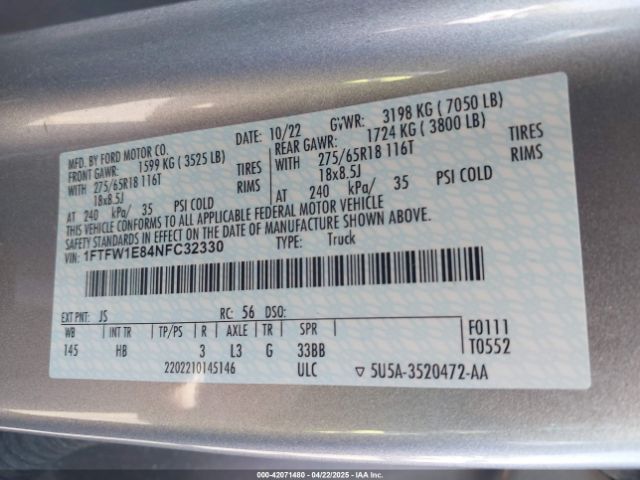 MFD. BY FORD MOTOR CO. DATE: 10/22 GVWR: 3198 KG ( 7050 LB)
FRONT GAWR: 1599 KG ( 3525 LB) REAR GAWR: 1724 KG ( 3800 LB)
WITH 275/65R18 116T TIRES WITH 275/65R18 116T TIRES
18x8.5J RIMS 18x8.5J RIMS
AT 240 kPa/ 35 PSI COLD AT 240 kPa/ 35 PSI COLD
THIS VEHICLE CONFORMS TO ALL APPLICABLE FEDERAL MOTOR VEHICLE
SAFETY STANDARDS IN EFFECT ON THE DATE OF MANUFACTURE SHOWN ABOVE.
VIN: 1FTFW1E84NFC32330 TYPE: Truck
EXT PNT: JS RC: 56 DSO:
WB INT TR TP/PS R AXLE TR SPR F0111
145 HB 3 L3 G 33BB T0552
2202210145146 ULC ▽ 5U5A-3520472-AA
000-42071480 - 04/22/2025 - IAA Inc.